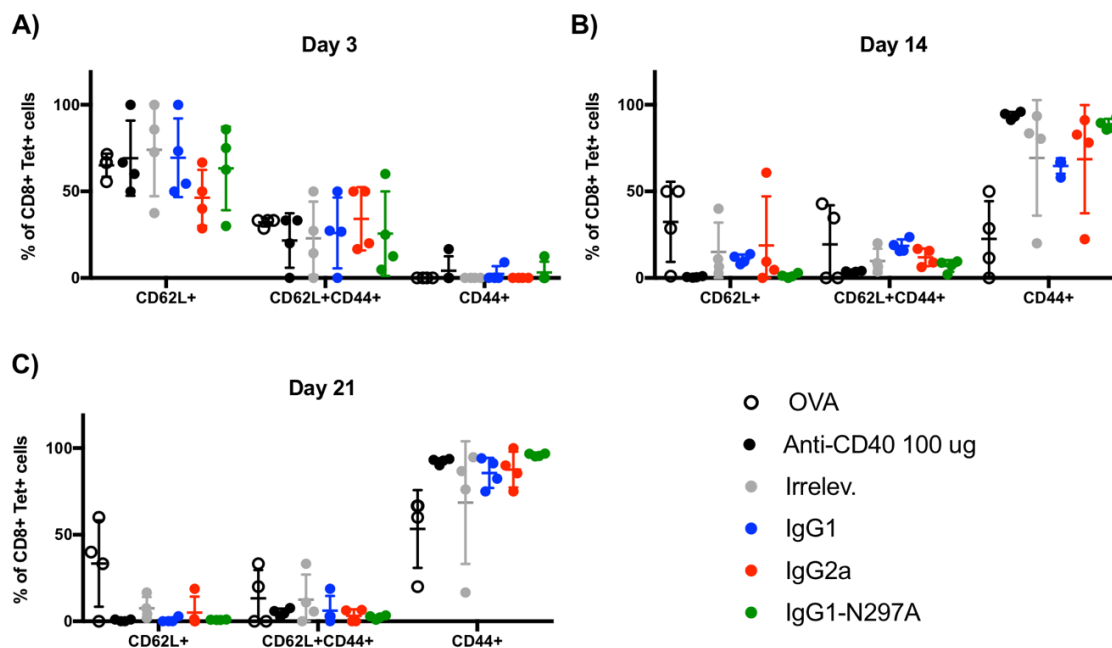 A)
Day 3
% of CD8+ Tet+ cells
100
50
0
CD62L+
CD62L+CD44+
CD44+
B)
Day 14
% of CD8+ Tet+ cells
100
50
0
CD62L+
CD62L+CD44+
CD44+
C)
Day 21
% of CD8+ Tet+ cells
100
50
0
CD62L+
CD62L+CD44+
CD44+
OVA
Anti-CD40 100 ug
Irrelev.
IgG1
IgG2a
IgG1-N297A